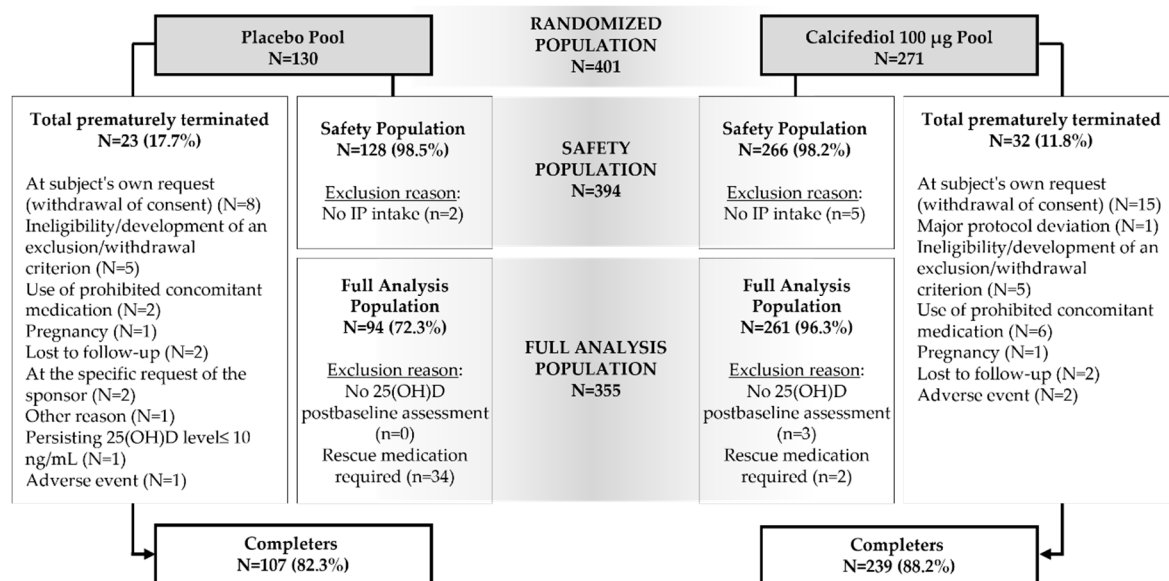 Placebo Pool
N=130
RANDOMIZED
POPULATION
N=401
Calcifediol 100 µg Pool
N=271
Total prematurely terminated
N=23 (17.7%)
At subject's own request
(withdrawal of consent) (N=8)
Ineligibility/development of an
exclusion/withdrawal
criterion (N=5)
Use of prohibited concomitant
medication (N=2)
Pregnancy (N=1)
Lost to follow-up (N=2)
At the specific request of the
sponsor (N=2)
Other reason (N=1)
Persisting 25(OH)D level≤ 10
ng/mL (N=1)
Adverse event (N=1)
Safety Population
N=128 (98.5%)
Exclusion reason:
No IP intake (n=2)
SAFETY
POPULATION
N=394
Safety Population
N=266 (98.2%)
Exclusion reason:
No IP intake (n=5)
Total prematurely terminated
N=32 (11.8%)
At subject's own request
(withdrawal of consent) (N=15)
Major protocol deviation (N=1)
Ineligibility/development of an
exclusion/withdrawal
criterion (N=5)
Use of prohibited concomitant
medication (N=6)
Pregnancy (N=1)
Lost to follow-up (N=2)
Adverse event (N=2)
Full Analysis
Population
N=94 (72.3%)
Exclusion reason:
No 25(OH)D
postbaseline assessment
(n=0)
Rescue medication
required (n=34)
FULL ANALYSIS
POPULATION
N=355
Full Analysis
Population
N=261 (96.3%)
Exclusion reason:
No 25(OH)D
postbaseline assessment
(n=3)
Rescue medication
required (n=2)
Completers
N=107 (82.3%)
Completers
N=239 (88.2%)